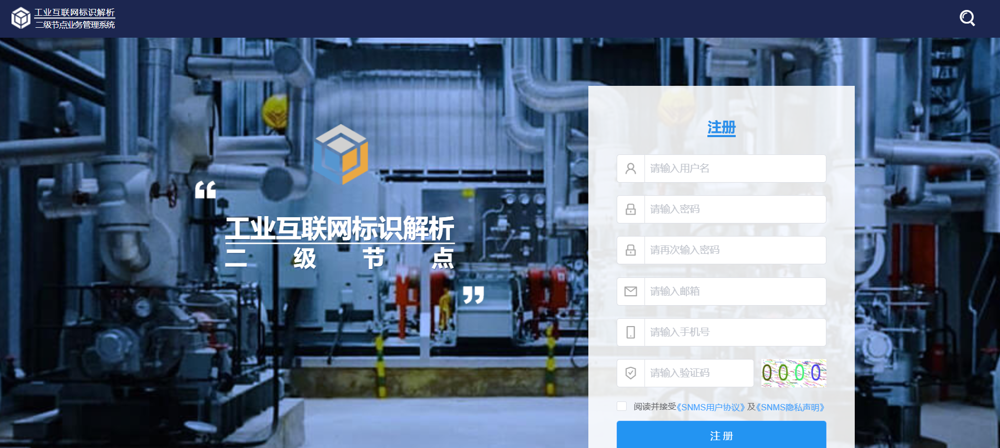 工业互联网标识解析
二级节点业务管理系统
“
工业互联网标识解析
二级节点
”
注册
请输入用户名
请输入密码
请再次输入密码
请输入邮箱
请输入手机号
请输入验证码
0000
阅读并接受《SNMS用户协议》及《SNMS隐私声明》
注册